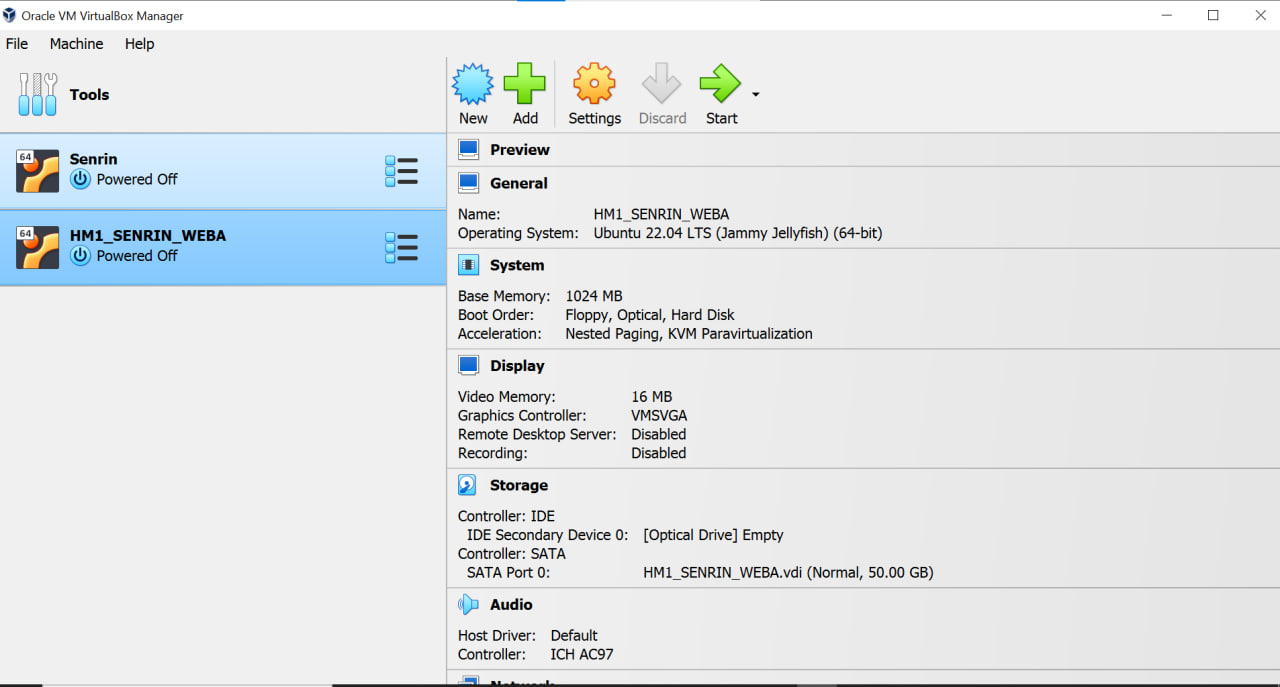 Oracle VM VirtualBox Manager
File Machine Help
Tools
New Add Settings Discard Start
64
Senrin
Powered Off
64
HM1_SENRIN_WEBA
Powered Off
Preview
General
Name: HM1_SENRIN_WEBA
Operating System: Ubuntu 22.04 LTS (Jammy Jellyfish) (64-bit)
System
Base Memory: 1024 MB
Boot Order: Floppy, Optical, Hard Disk
Acceleration: Nested Paging, KVM Paravirtualization
Display
Video Memory: 16 MB
Graphics Controller: VMSVGA
Remote Desktop Server: Disabled
Recording: Disabled
Storage
Controller: IDE
IDE Secondary Device 0: [Optical Drive] Empty
Controller: SATA
SATA Port 0: HM1_SENRIN_WEBA.vdi (Normal, 50.00 GB)
Audio
Host Driver: Default
Controller: ICH AC97
Network